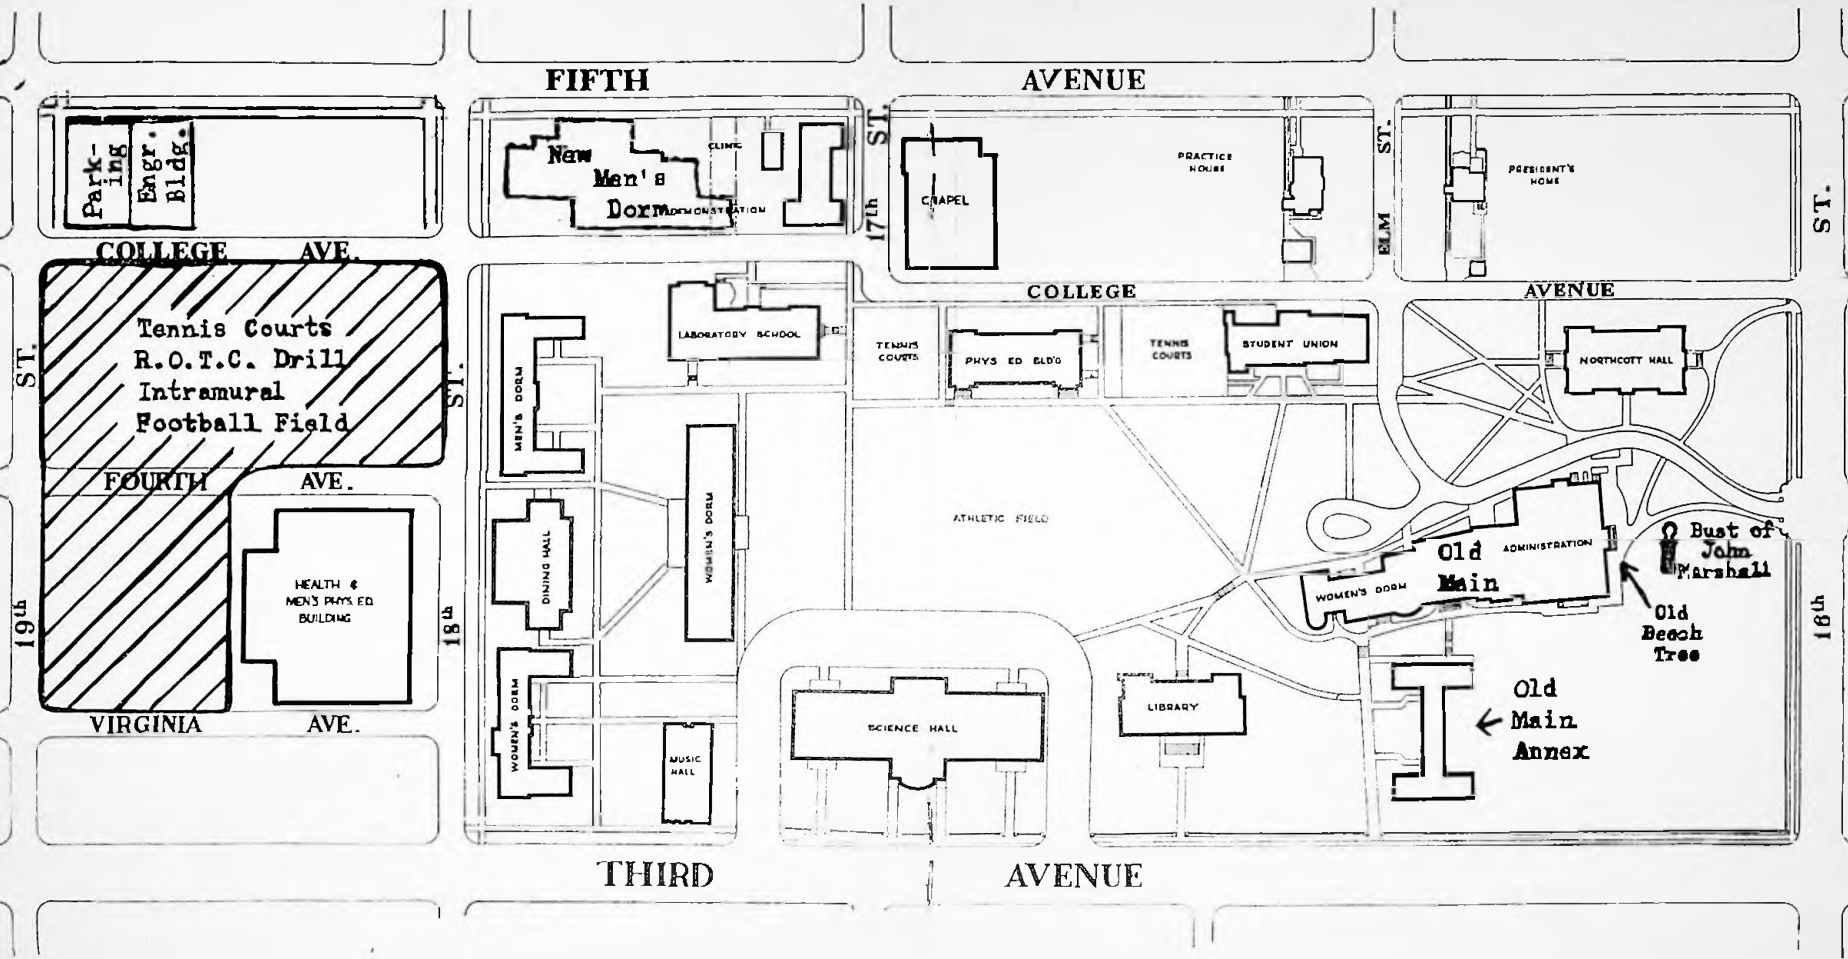 FIFTH AVENUE
Park-
ing
Engr.
Bldg.
New
Men's
Dorm
CLINIC
DEMONSTRATION
17th ST.
CHAPEL
PRACTICE
HOUSE
ELM ST.
PRESIDENT'S
HOME
COLLEGE AVE.
COLLEGE AVENUE
19th ST.
Tennis Courts
R.O.T.C. Drill
Intramural
Football Field
18th ST.
MEN'S DORM
LABORATORY SCHOOL
TENNIS
COURTS
PHYS ED BLD'G
TENNIS
COURTS
STUDENT UNION
NORTHCOTT HALL
16th ST.
FOURTH AVE.
HEALTH &
MEN'S PHYS. ED.
BUILDING
DINING HALL
WOMEN'S DORM
ATHLETIC FIELD
Old
Main
ADMINISTRATION
WOMEN'S DORM
Bust of
John
Marshall
Old
Beech
Tree
VIRGINIA AVE.
WOMEN'S DORM
MUSIC
HALL
SCIENCE HALL
LIBRARY
Old
Main
Annex
THIRD AVENUE